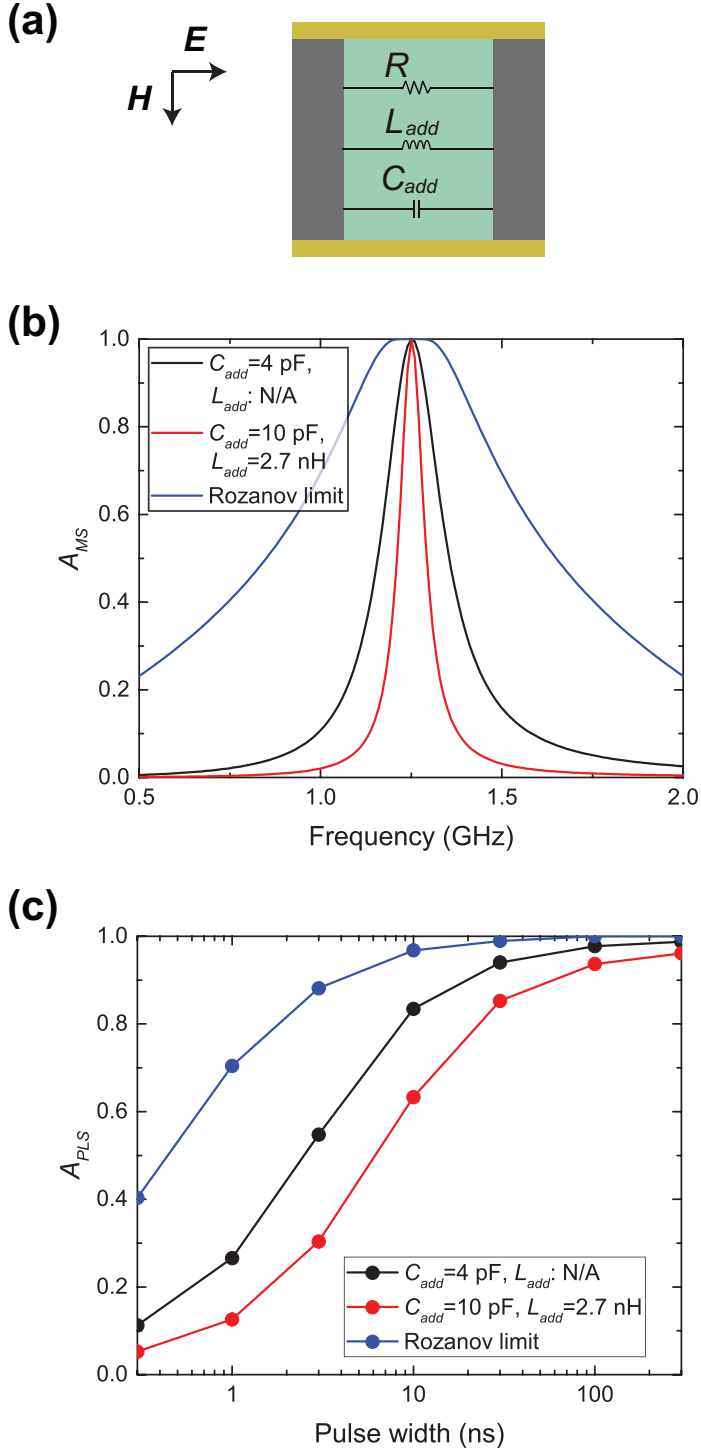 (a)
E
H
R
L_add
C_add
(b)
1.0
0.8
0.6
0.4
0.2
0.0
A_MS
C_add=4 pF,
L_add: N/A
C_add=10 pF,
L_add=2.7 nH
Rozanov limit
0.5 1.0 1.5 2.0
Frequency (GHz)
(c)
1.0
0.8
0.6
0.4
0.2
0.0
A_PLS
C_add=4 pF, L_add: N/A
C_add=10 pF, L_add=2.7 nH
Rozanov limit
1 10 100
Pulse width (ns)